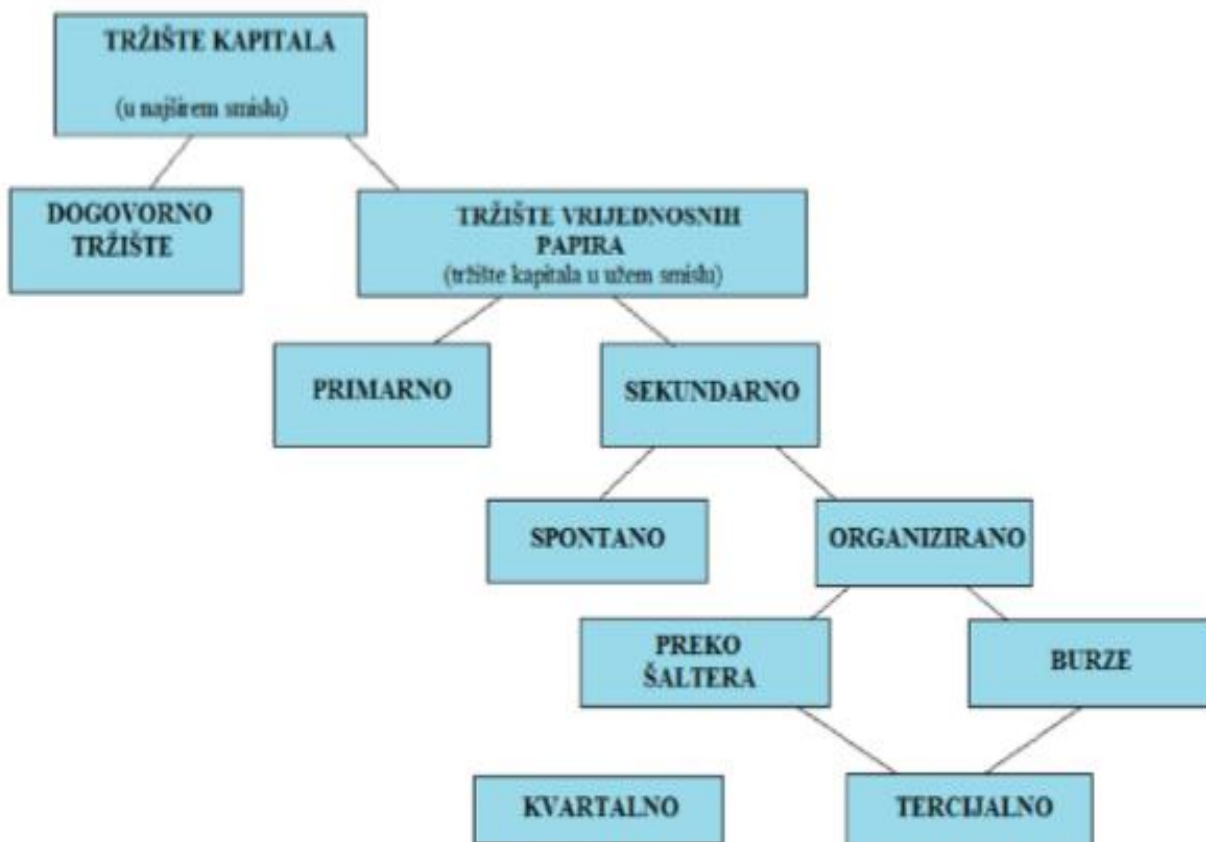 TRŽIŠTE KAPITALA
(u najširem smislu)
DOGOVORNO
TRŽIŠTE
TRŽIŠTE VRIJEDNOSNIH
PAPIRA
(tržište kapitala u užem smislu)
PRIMARNO
SEKUNDARNO
SPONTANO
ORGANIZIRANO
PREKO
ŠALTERA
BURZE
KVARTALNO
TERCIJALNO